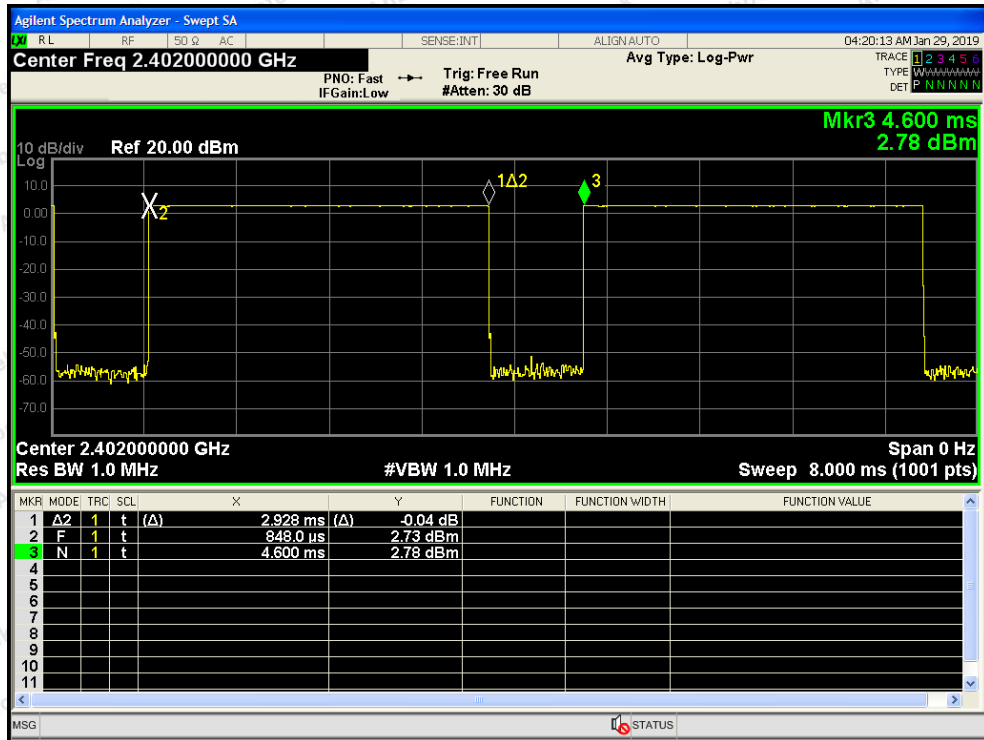 Agilent Spectrum Analyzer - Swept SA
LXI RL RF 50 Ω AC SENSE:INT ALIGN AUTO 04:20:13 AM Jan 29, 2019
Center Freq 2.402000000 GHz Avg Type: Log-Pwr TRACE 1 2 3 4 5 6
PNO: Fast Trig: Free Run TYPE WWWWWW
IFGain:Low #Atten: 30 dB DET P N N N N N
Mkr3 4.600 ms
10 dB/div Ref 20.00 dBm 2.78 dBm
Log
10.0
0.00
-10.0
-20.0
-30.0
-40.0
-50.0
-60.0
-70.0
X2 1Δ2 3
Center 2.402000000 GHz Span 0 Hz
Res BW 1.0 MHz #VBW 1.0 MHz Sweep 8.000 ms (1001 pts)
MKR MODE TRC SCL X Y FUNCTION FUNCTION WIDTH FUNCTION VALUE
1 Δ2 1 t (Δ) 2.928 ms (Δ) -0.04 dB
2 F 1 t 848.0 µs 2.73 dBm
3 N 1 t 4.600 ms 2.78 dBm
4
5
6
7
8
9
10
11
MSG STATUS